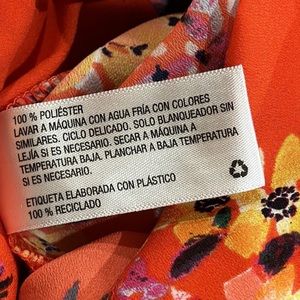 100 % POLIÉSTER
LAVAR A MÁQUINA CON AGUA FRÍA CON COLORES
SIMILARES. CICLO DELICADO. SOLO BLANQUEADOR SIN
LEJÍA SI ES NECESARIO. SECAR A MÁQUINA A
TEMPERATURA BAJA. PLANCHAR A BAJA TEMPERATURA
SI ES NECESARIO.
ETIQUETA ELABORADA CON PLÁSTICO
100 % RECICLADO